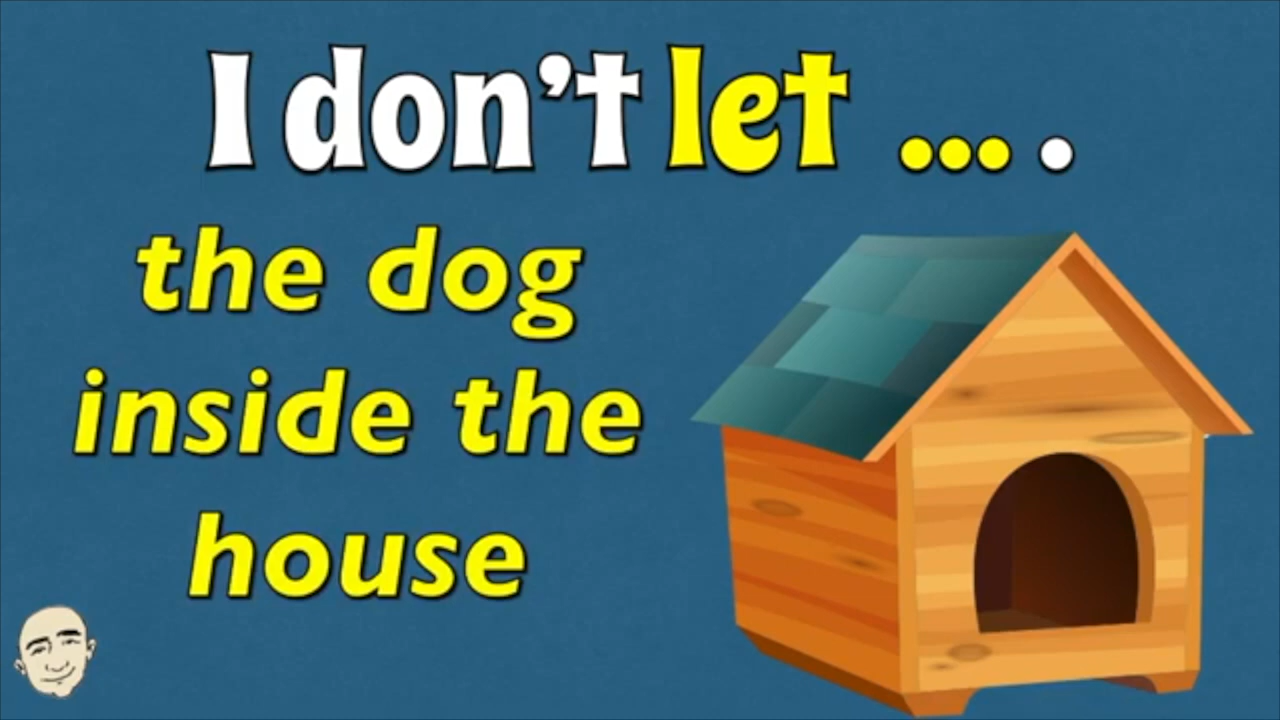 I don't let ... .
the dog
inside the
house